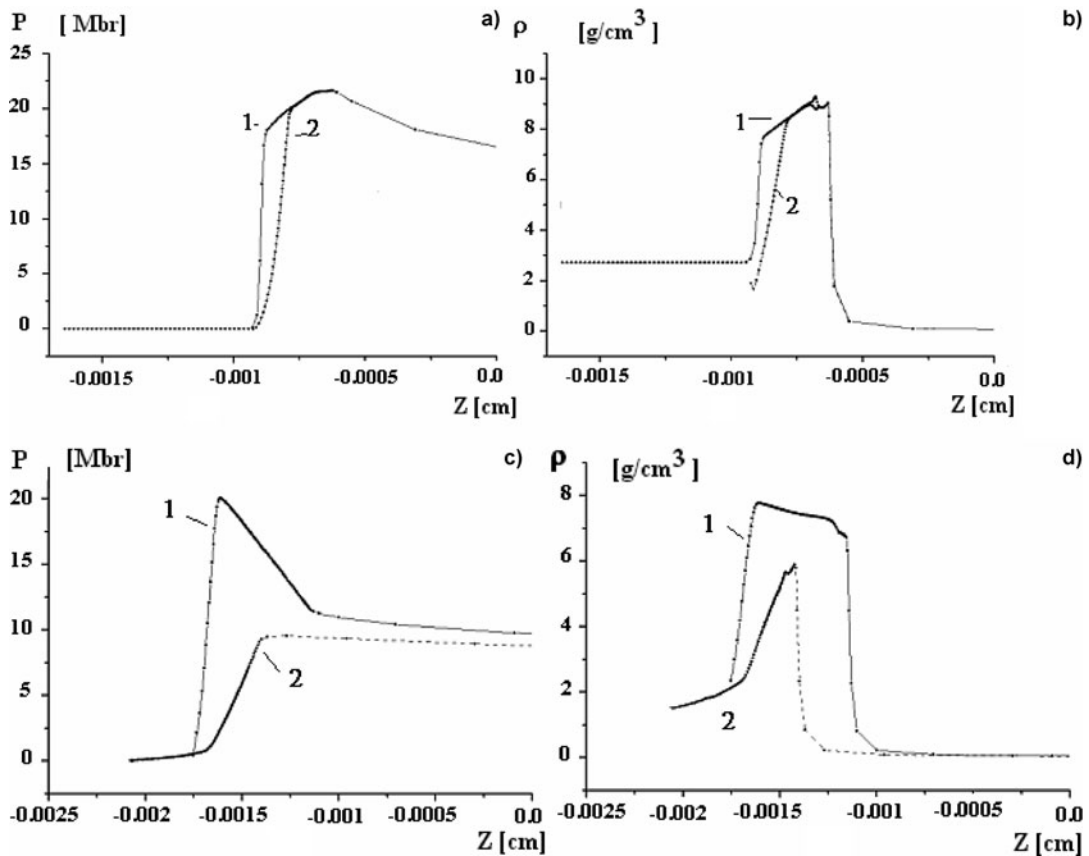 P [ Mbr] a)
25
20
15
10
5
0
1-
2
-0.0015 -0.001 -0.0005 0.0
Z [cm]
ρ [g/cm³] b)
10
8
6
4
2
0
1
2
-0.0015 -0.001 -0.0005 0.0
Z [cm]
P [Mbr] c)
20
15
10
5
0
1
2
-0.0025 -0.002 -0.0015 -0.001 -0.0005 0.0
Z [cm]
ρ [g/cm³ ] d)
8
6
4
2
0
1
2
-0.0025 -0.002 -0.0015 -0.001 -0.0005 0.0
Z [cm]